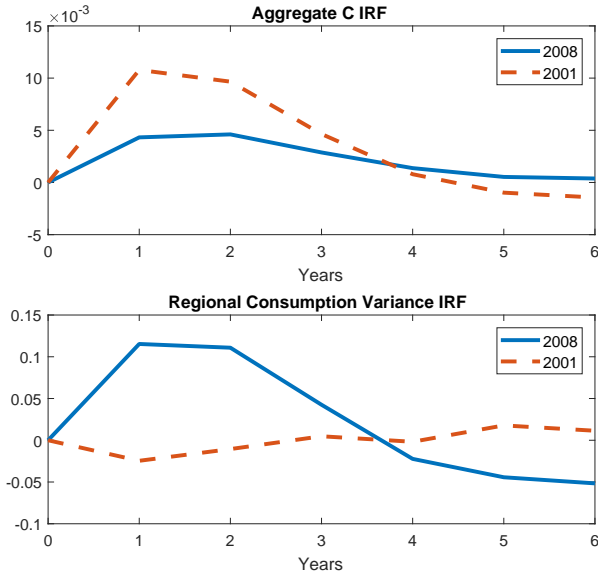 Aggregate C IRF
×10⁻³
15
10
5
0
-5
0 1 2 3 4 5 6
Years
2008
2001
Regional Consumption Variance IRF
0.15
0.1
0.05
0
-0.05
-0.1
0 1 2 3 4 5 6
Years
2008
2001